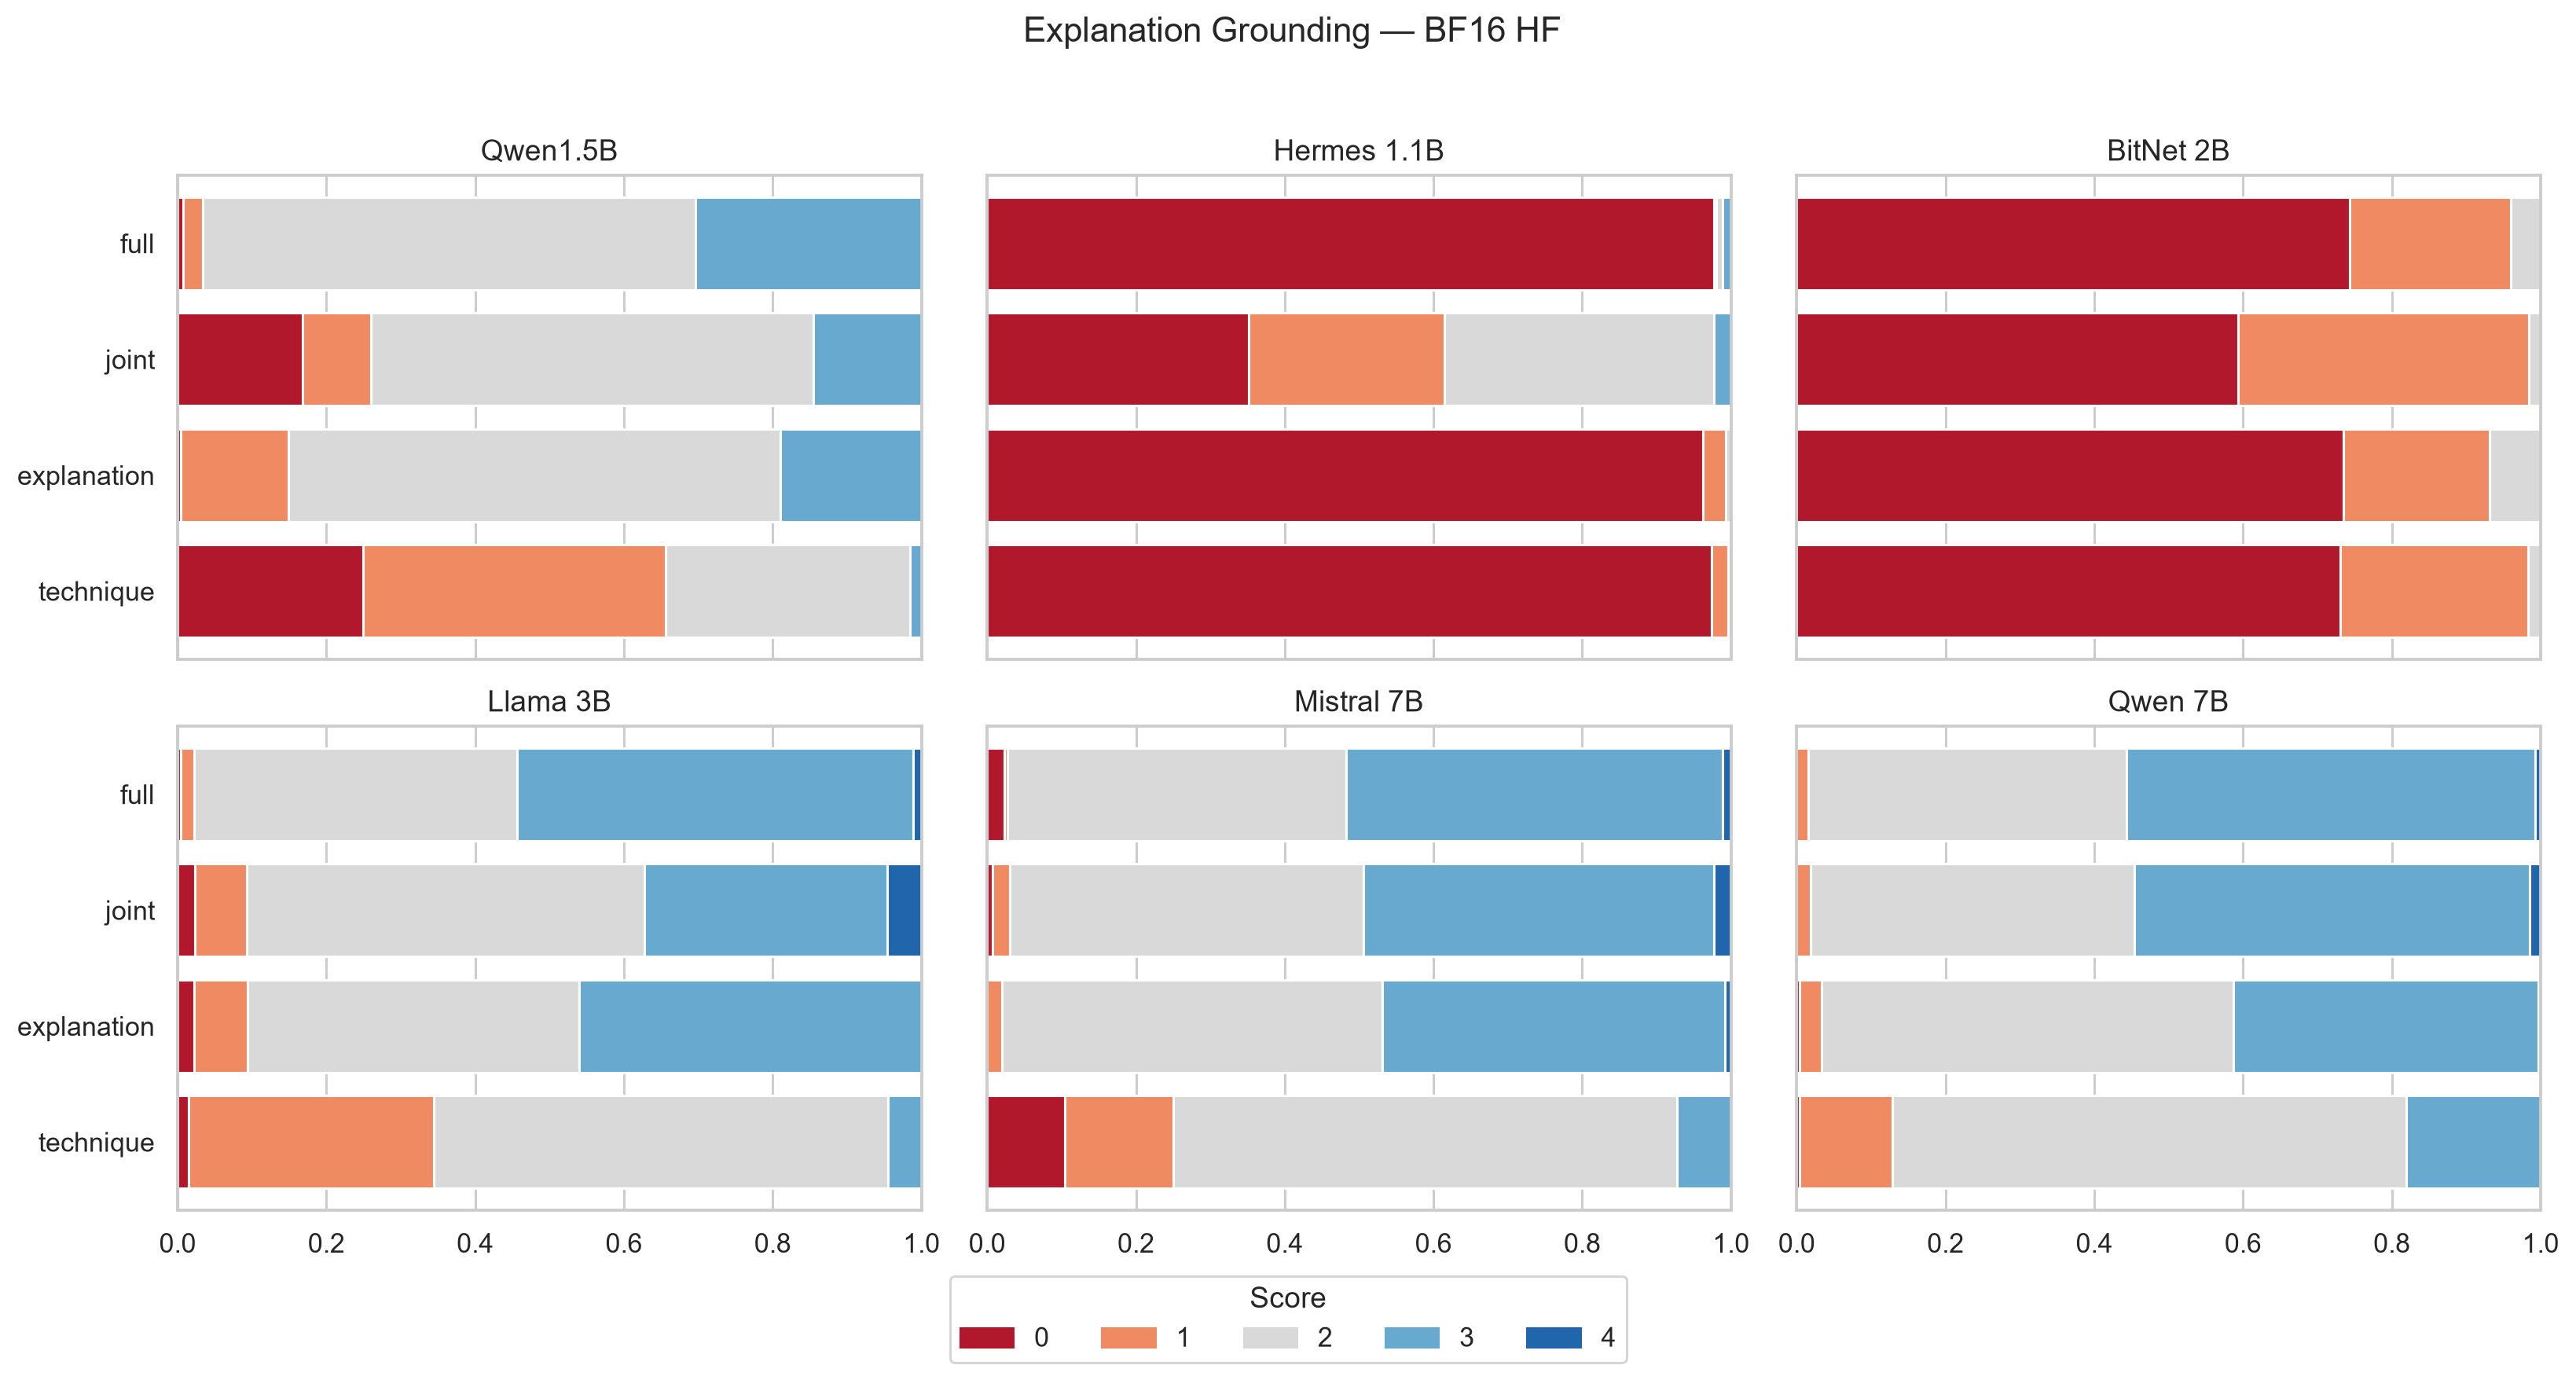 Explanation Grounding — BF16 HF
Qwen1.5B
Hermes 1.1B
BitNet 2B
full
joint
explanation
technique
Llama 3B
Mistral 7B
Qwen 7B
full
joint
explanation
technique
0.0 0.2 0.4 0.6 0.8 1.0
0.0 0.2 0.4 0.6 0.8 1.0
0.0 0.2 0.4 0.6 0.8 1.0
Score
0 1 2 3 4